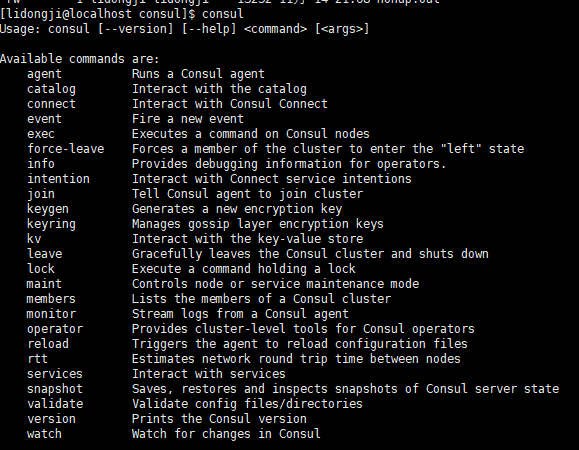 [lidongji@localhost consul]$ consul
Usage: consul [--version] [--help] <command> [<args>]
Available commands are:
agent Runs a Consul agent
catalog Interact with the catalog
connect Interact with Consul Connect
event Fire a new event
exec Executes a command on Consul nodes
force-leave Forces a member of the cluster to enter the "left" state
info Provides debugging information for operators.
intention Interact with Connect service intentions
join Tell Consul agent to join cluster
keygen Generates a new encryption key
keyring Manages gossip layer encryption keys
kv Interact with the key-value store
leave Gracefully leaves the Consul cluster and shuts down
lock Execute a command holding a lock
maint Controls node or service maintenance mode
members Lists the members of a Consul cluster
monitor Stream logs from a Consul agent
operator Provides cluster-level tools for Consul operators
reload Triggers the agent to reload configuration files
rtt Estimates network round trip time between nodes
services Interact with services
snapshot Saves, restores and inspects snapshots of Consul server state
validate Validate config files/directories
version Prints the Consul version
watch Watch for changes in Consul